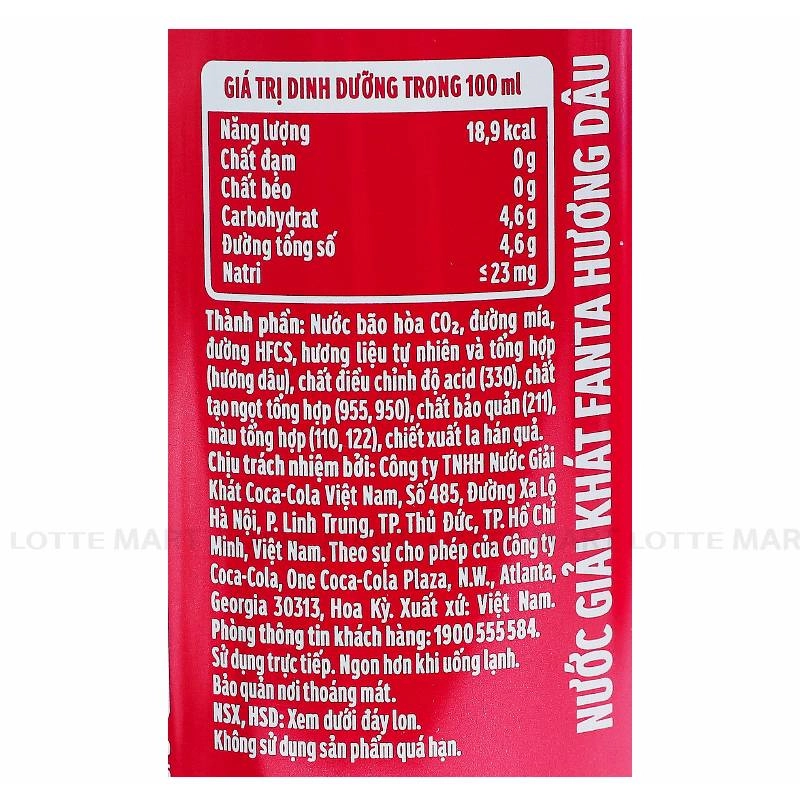 GIÁ TRỊ DINH DƯỠNG TRONG 100 ml
Năng lượng 18,9 kcal
Chất đạm 0 g
Chất béo 0 g
Carbohydrat 4,6 g
Đường tổng số 4,6 g
Natri ≤ 23 mg
Thành phần: Nước bão hòa CO₂, đường mía,
đường HFCS, hương liệu tự nhiên và tổng hợp
(hương dâu), chất điều chỉnh độ acid (330), chất
tạo ngọt tổng hợp (955, 950), chất bảo quản (211),
màu tổng hợp (110, 122), chiết xuất la hán quả.
Chịu trách nhiệm bởi: Công ty TNHH Nước Giải
Khát Coca-Cola Việt Nam, Số 485, Đường Xa Lộ
Hà Nội, P. Linh Trung, TP. Thủ Đức, TP. Hồ Chí
Minh, Việt Nam. Theo sự cho phép của Công ty
Coca-Cola, One Coca-Cola Plaza, N.W., Atlanta,
Georgia 30313, Hoa Kỳ. Xuất xứ: Việt Nam.
Phòng thông tin khách hàng: 1900 555 584.
Sử dụng trực tiếp. Ngon hơn khi uống lạnh.
Bảo quản nơi thoáng mát.
NSX, HSD: Xem dưới đáy lon.
Không sử dụng sản phẩm quá hạn.
NƯỚC GIẢI KHÁT FANTA HƯƠNG DÂU
LOTTE MART
LOTTE MAR